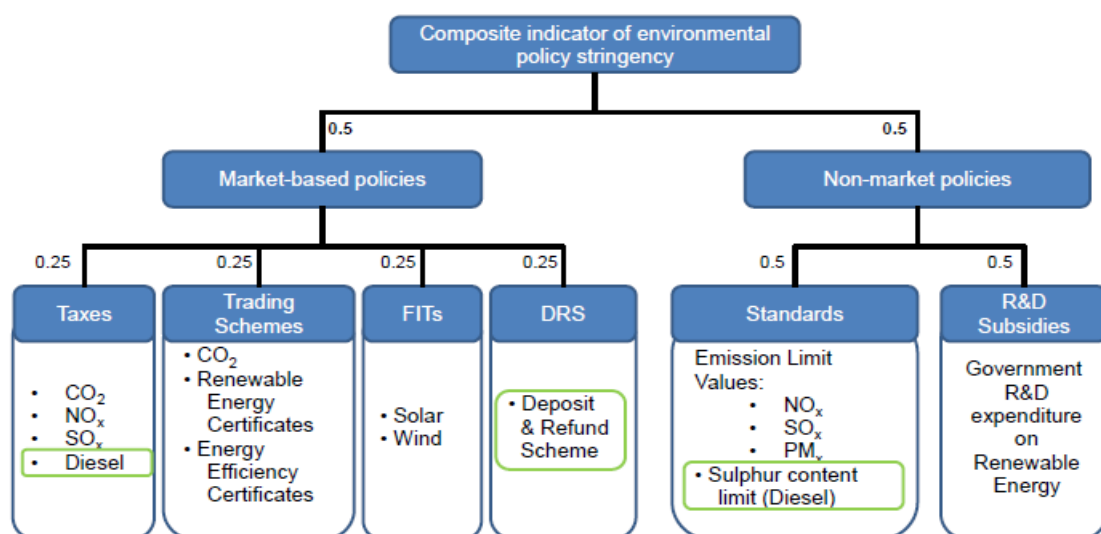 Composite indicator of environmental
policy stringency
0.5
0.5
Market-based policies
Non-market policies
0.25
0.25
0.25
0.25
0.5
0.5
Taxes
• CO₂
• NOₓ
• SOₓ
• Diesel
Trading
Schemes
• CO₂
• Renewable
Energy
Certificates
• Energy
Efficiency
Certificates
FITs
• Solar
• Wind
DRS
• Deposit
& Refund
Scheme
Standards
Emission Limit
Values:
• NOₓ
• SOₓ
• PMₓ
• Sulphur content
limit (Diesel)
R&D
Subsidies
Government
R&D
expenditure
on
Renewable
Energy